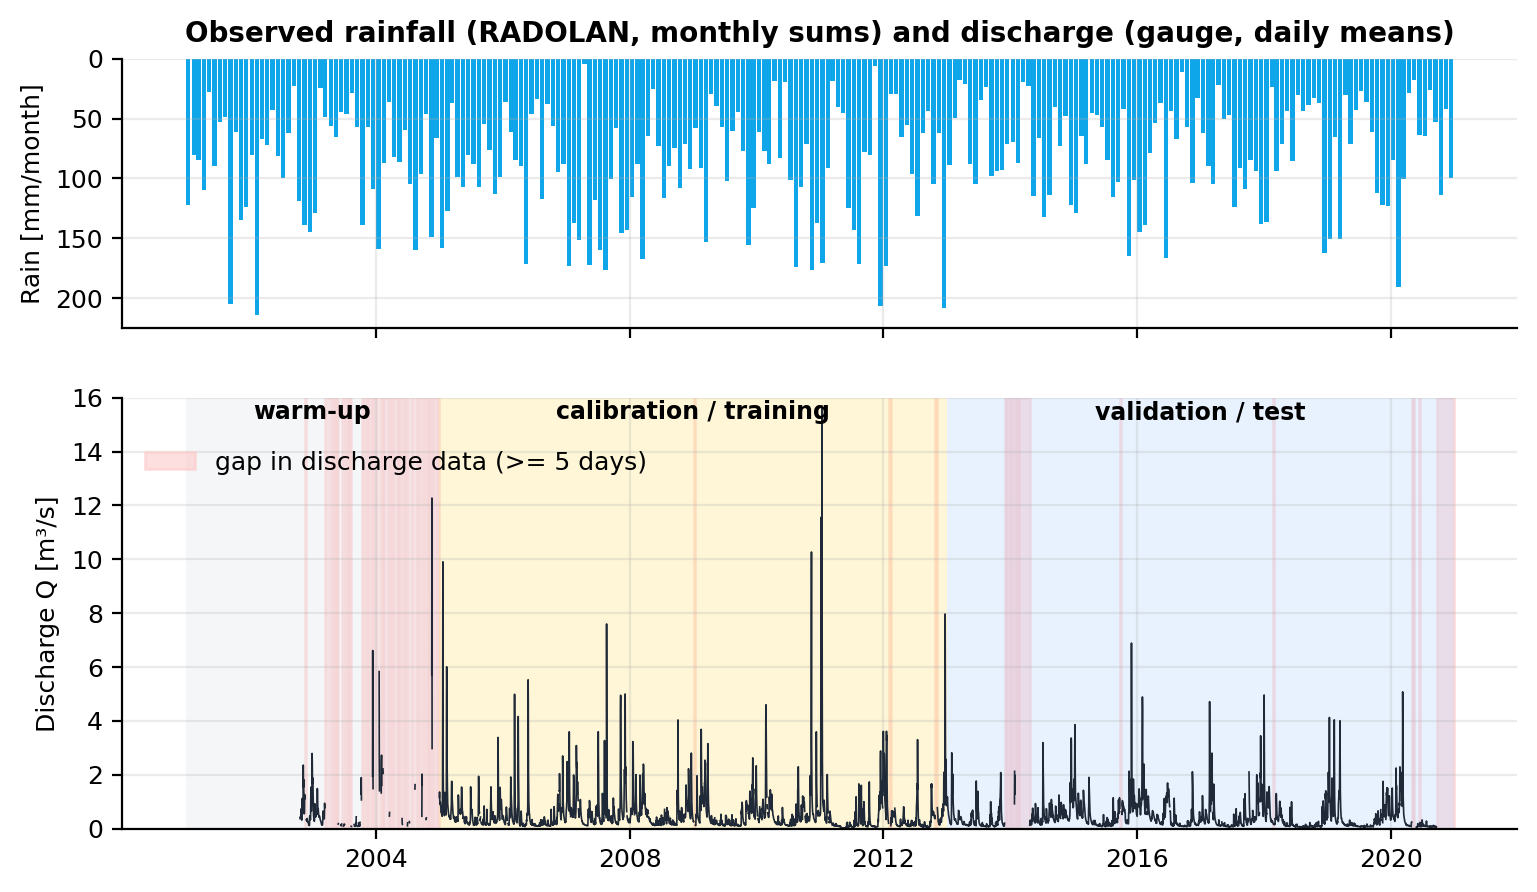 Observed rainfall (RADOLAN, monthly sums) and discharge (gauge, daily means)
Rain [mm/month]
0
50
100
150
200
Discharge Q [m³/s]
16
14
12
10
8
6
4
2
0
warm-up calibration / training validation / test
gap in discharge data (>= 5 days)
2004 2008 2012 2016 2020